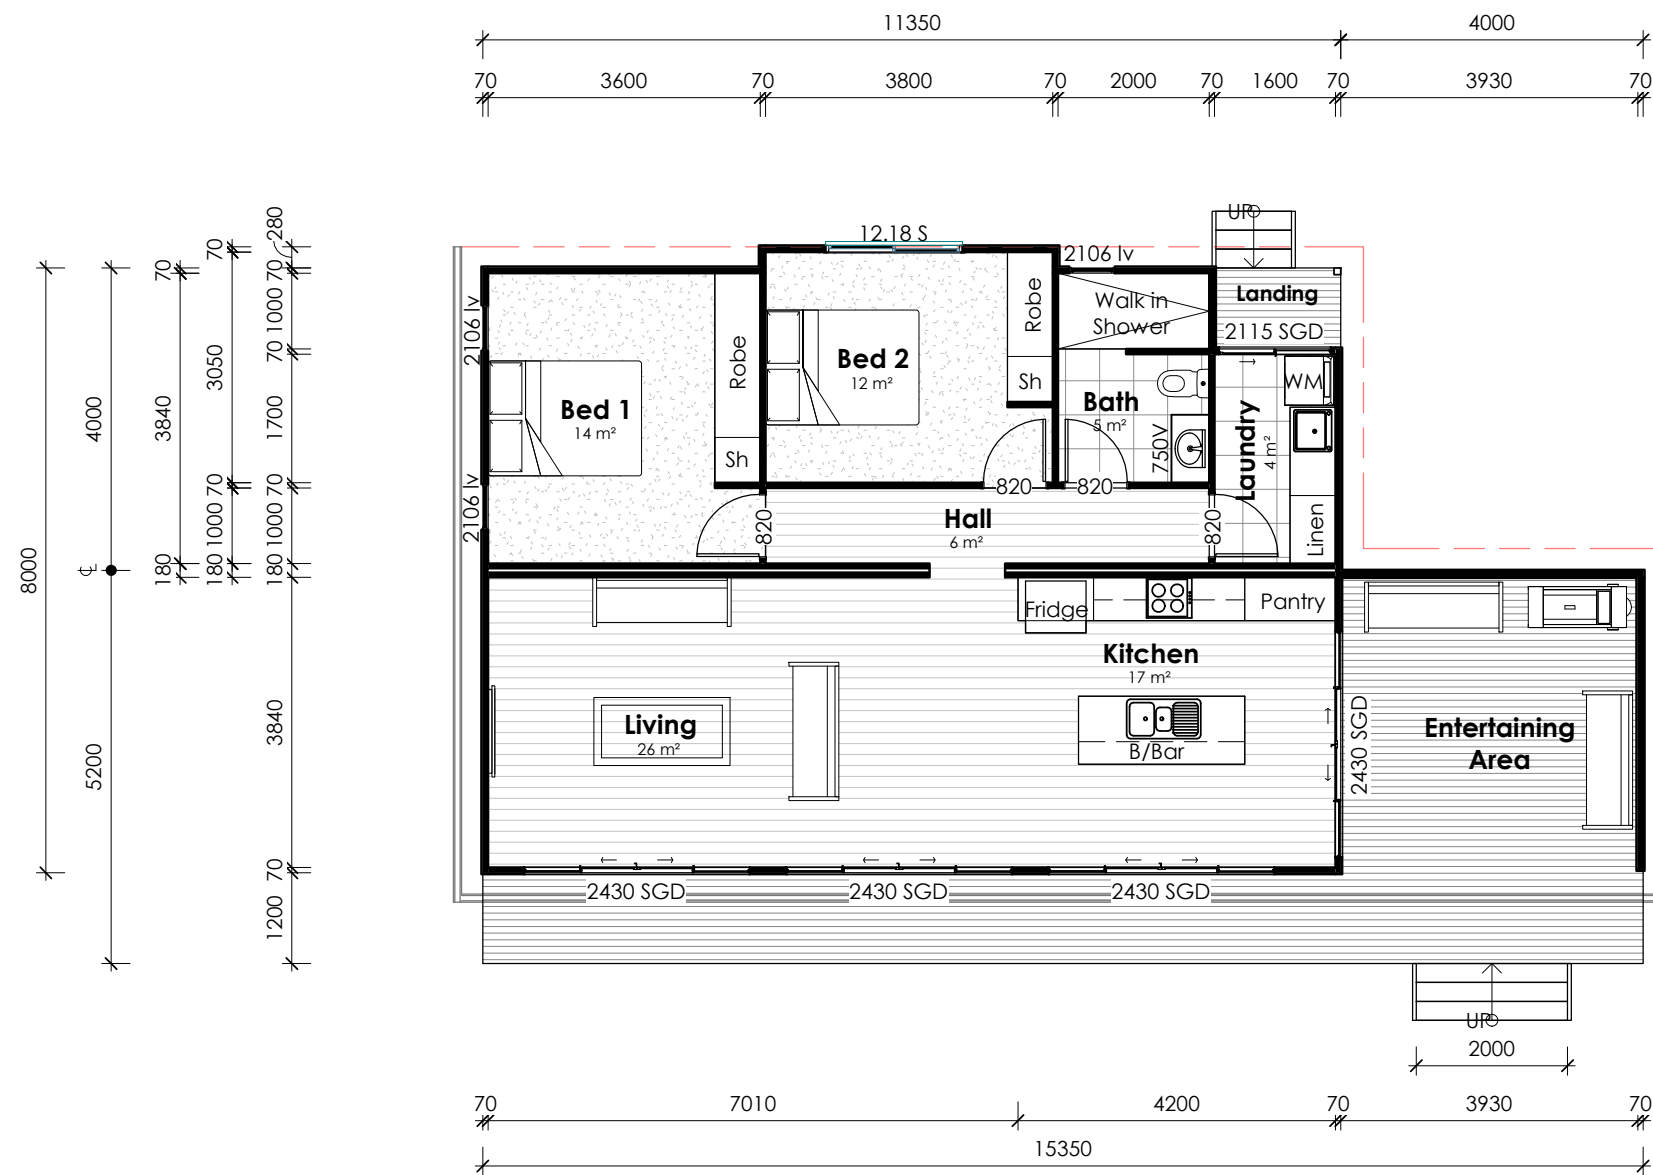 11350
4000
70
3600
70
3800
70
2000
70
1600
70
3930
70
UP
12.18 S
2106 lv
Landing
2115 SGD
Walk in
Shower
Robe
Robe
Sh
Sh
Bed 1
14 m²
Bed 2
12 m²
Bath
5 m²
750V
WM
Laundry
4 m²
Linen
2106 lv
2106 lv
820
820
820
820
Hall
6 m²
Fridge
Pantry
Kitchen
17 m²
B/Bar
Living
26 m²
Entertaining
Area
2430 SGD
2430 SGD
2430 SGD
2430 SGD
UP
2000
8000
4000
5200
70
3840
180
70
3050
70
1000
180
280
70
1000
70
1700
70
1000
180
3840
70
1200
70
7010
4200
70
3930
70
15350